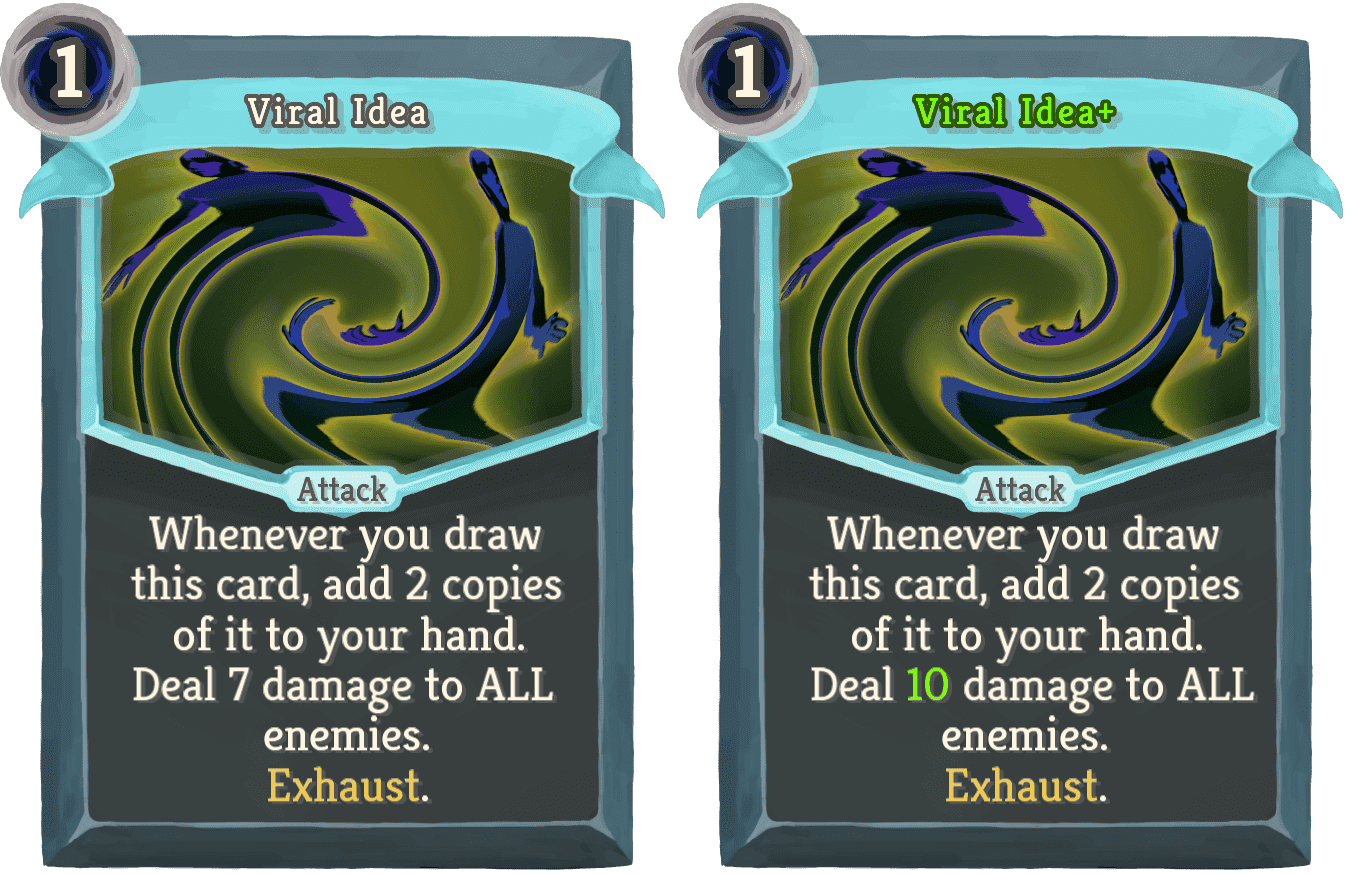 1
Viral Idea
Attack
Whenever you draw
this card, add 2 copies
of it to your hand.
Deal 7 damage to ALL
enemies.
Exhaust.
1
Viral Idea+
Attack
Whenever you draw
this card, add 2 copies
of it to your hand.
Deal 10 damage to ALL
enemies.
Exhaust.